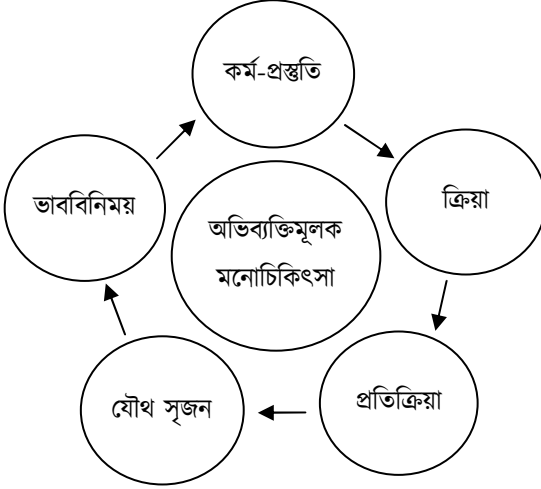 কর্ম-প্রস্তুতি
ভাববিনিময়
ক্রিয়া
অভিব্যক্তিমূলক
মনোচিকিৎসা
যৌথ সৃজন
প্রতিক্রিয়া